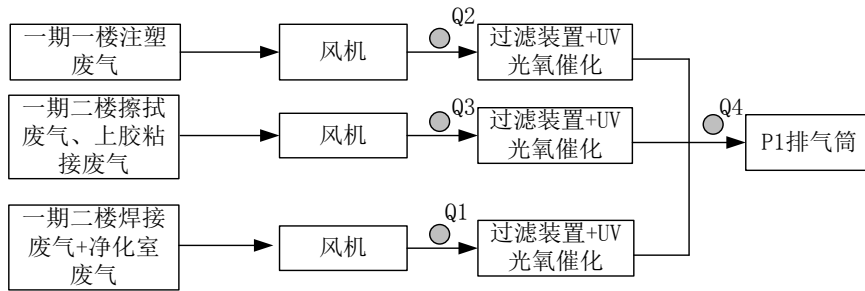 一期一楼注塑
废气
风机
Q2
过滤装置+UV
光氧催化
一期二楼擦拭
废气、上胶粘
接废气
风机
Q3
过滤装置+UV
光氧催化
Q4
P1排气筒
一期二楼焊接
废气+净化室
废气
风机
Q1
过滤装置+UV
光氧催化